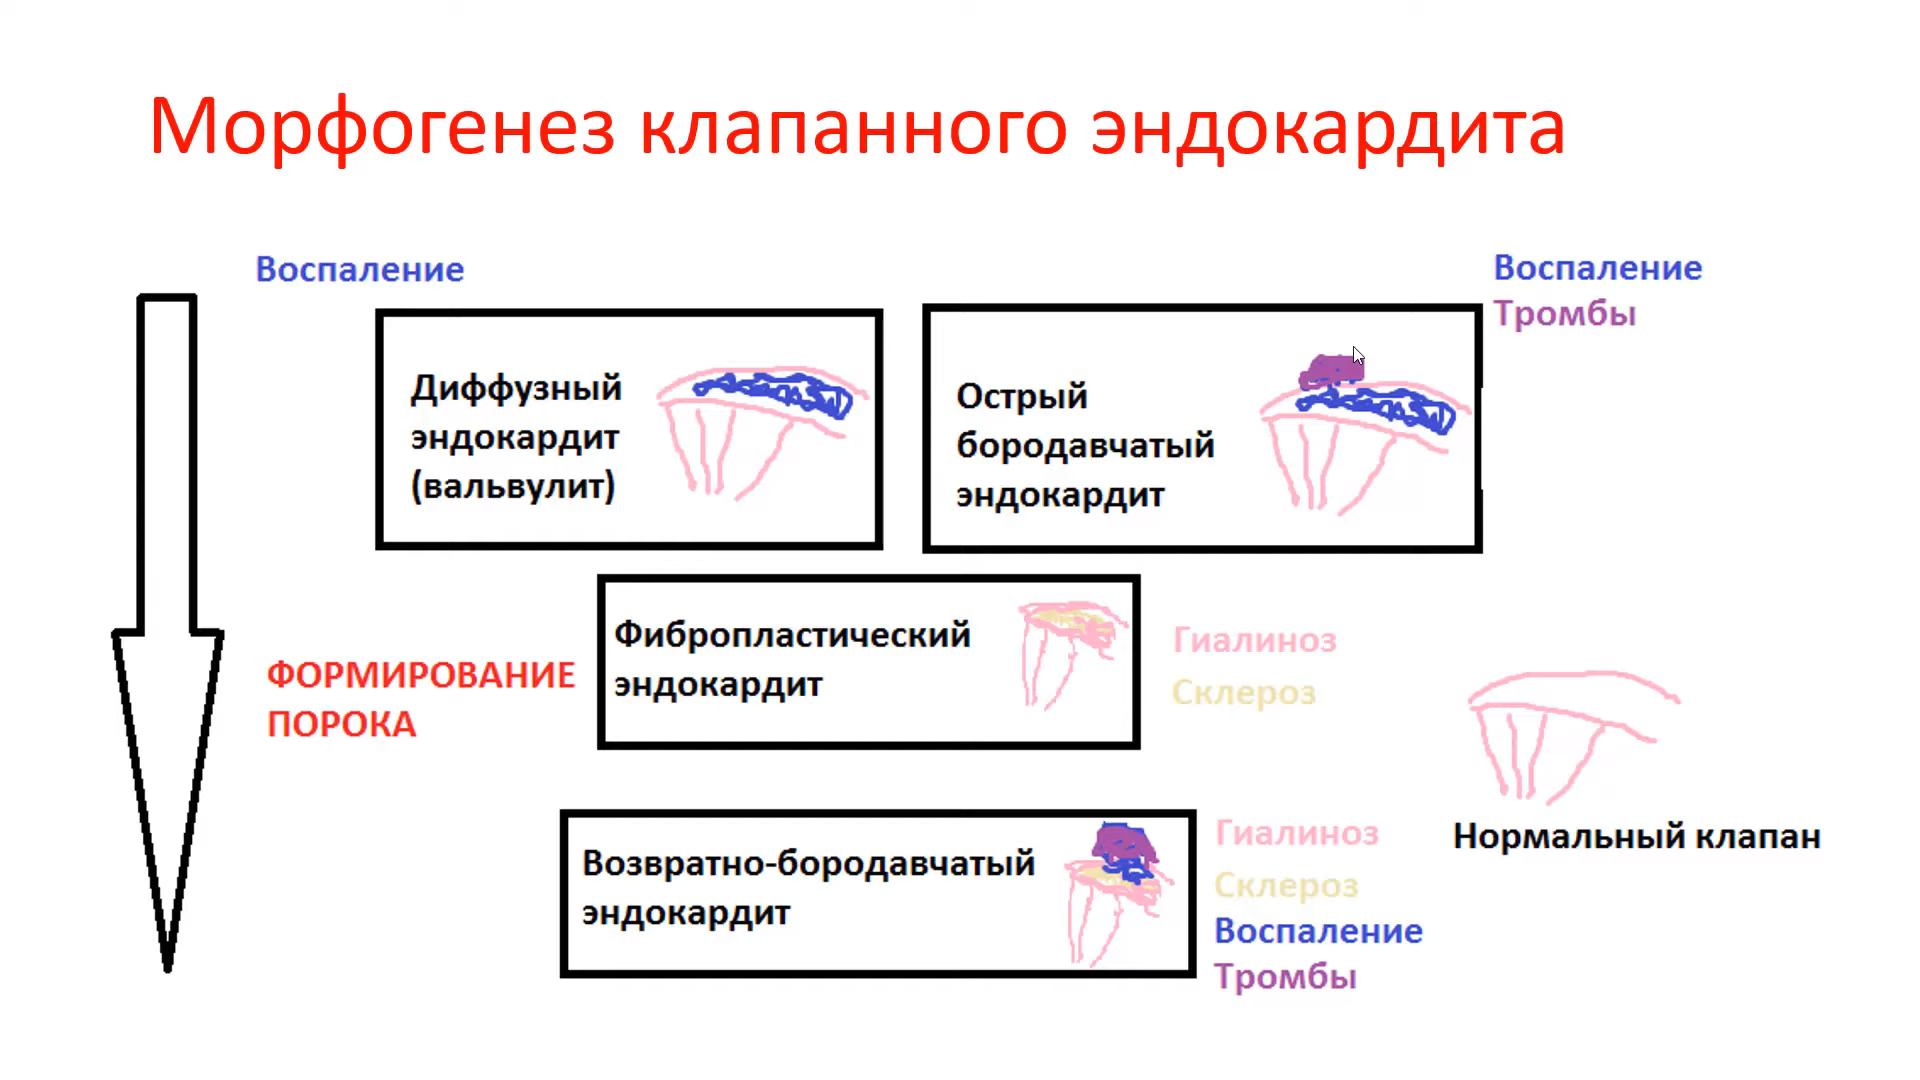 Морфогенез клапанного эндокардита
Воспаление
Диффузный
эндокардит
(вальвулит)
Острый
бородавчатый
эндокардит
Воспаление
Тромбы
ФОРМИРОВАНИЕ
ПОРОКА
Фибропластический
эндокардит
Гиалиноз
Склероз
Возвратно-бородавчатый
эндокардит
Гиалиноз
Склероз
Воспаление
Тромбы
Нормальный клапан